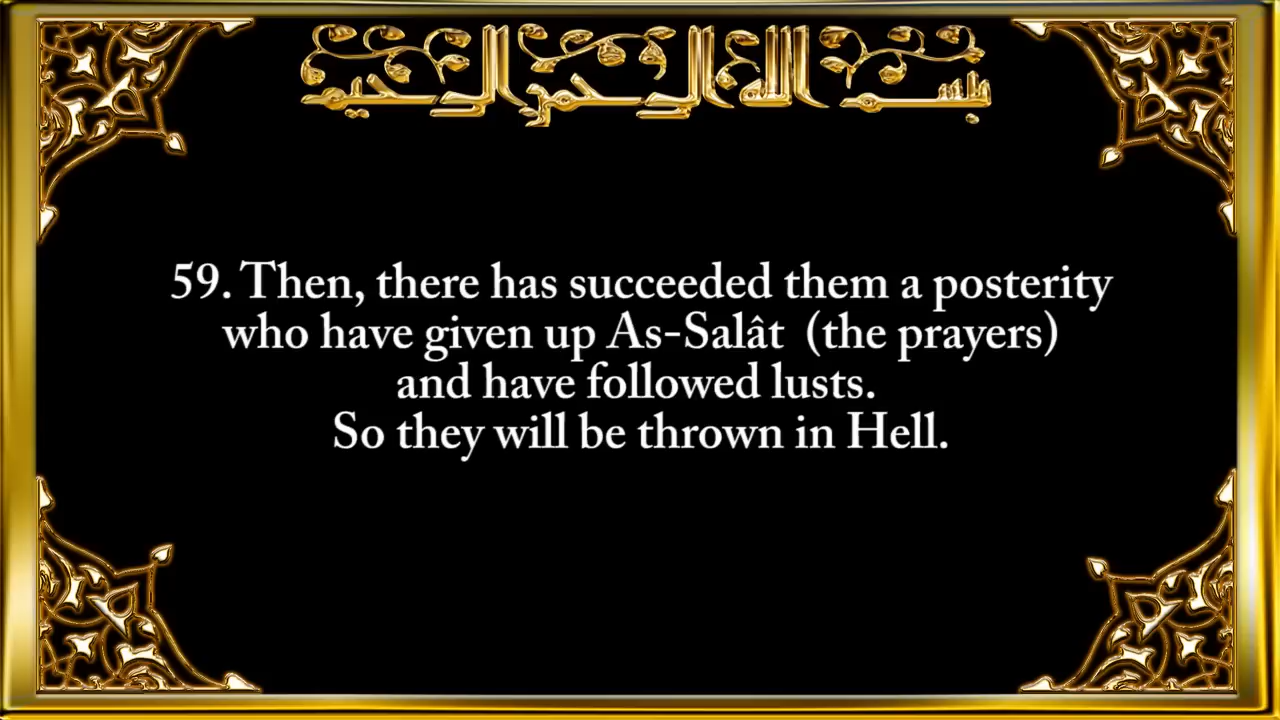 بسم الله الرحمن الرحيم
59. Then, there has succeeded them a posterity
who have given up As-Salât (the prayers)
and have followed lusts.
So they will be thrown in Hell.